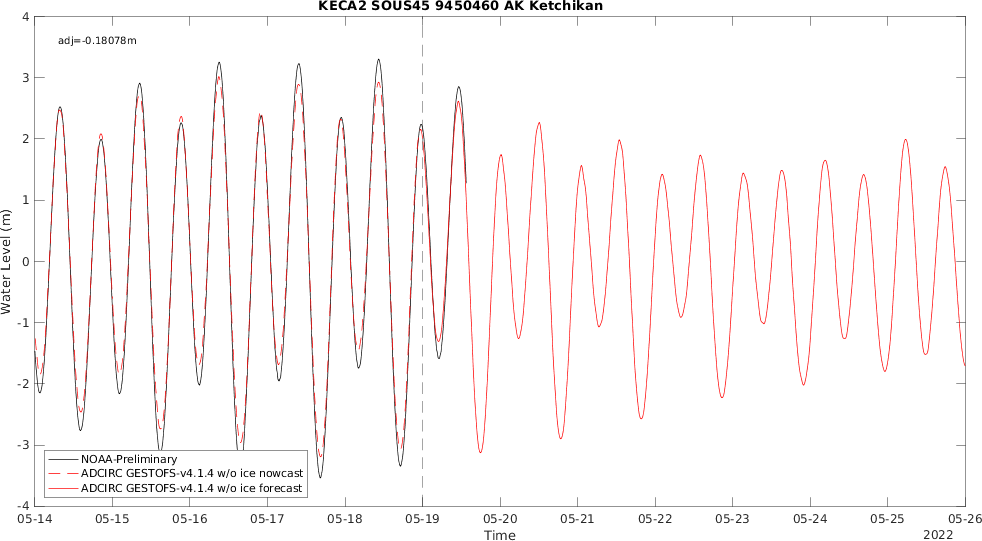 KECA2 SOUS45 9450460 AK Ketchikan
adj=-0.18078m
4
3
2
1
0
-1
-2
-3
-4
Water Level (m)
NOAA-Preliminary
ADCIRC GESTOFS-v4.1.4 w/o ice nowcast
ADCIRC GESTOFS-v4.1.4 w/o ice forecast
05-14 05-15 05-16 05-17 05-18 05-19 05-20 05-21 05-22 05-23 05-24 05-25 05-26
Time
2022